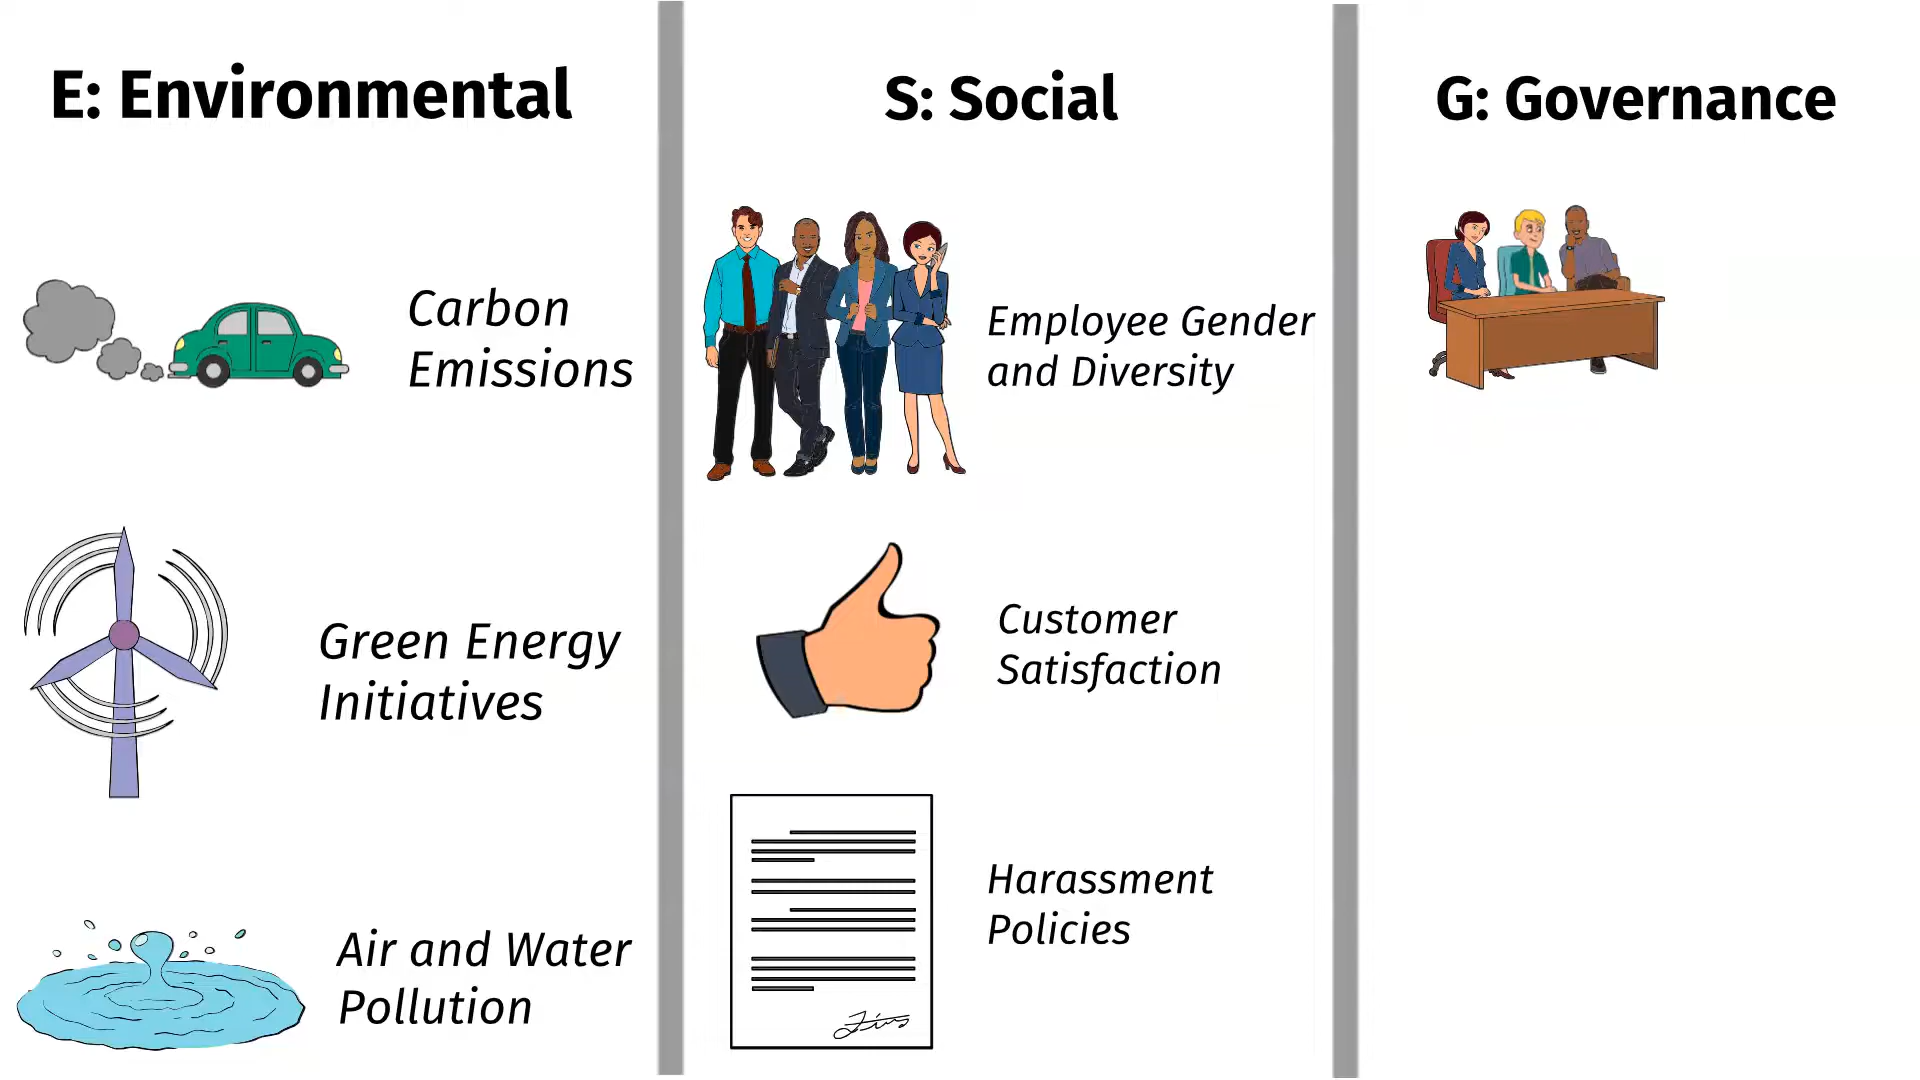 E: Environmental
Carbon
Emissions
Green Energy
Initiatives
Air and Water
Pollution
S: Social
Employee Gender
and Diversity
Customer
Satisfaction
Harassment
Policies
G: Governance